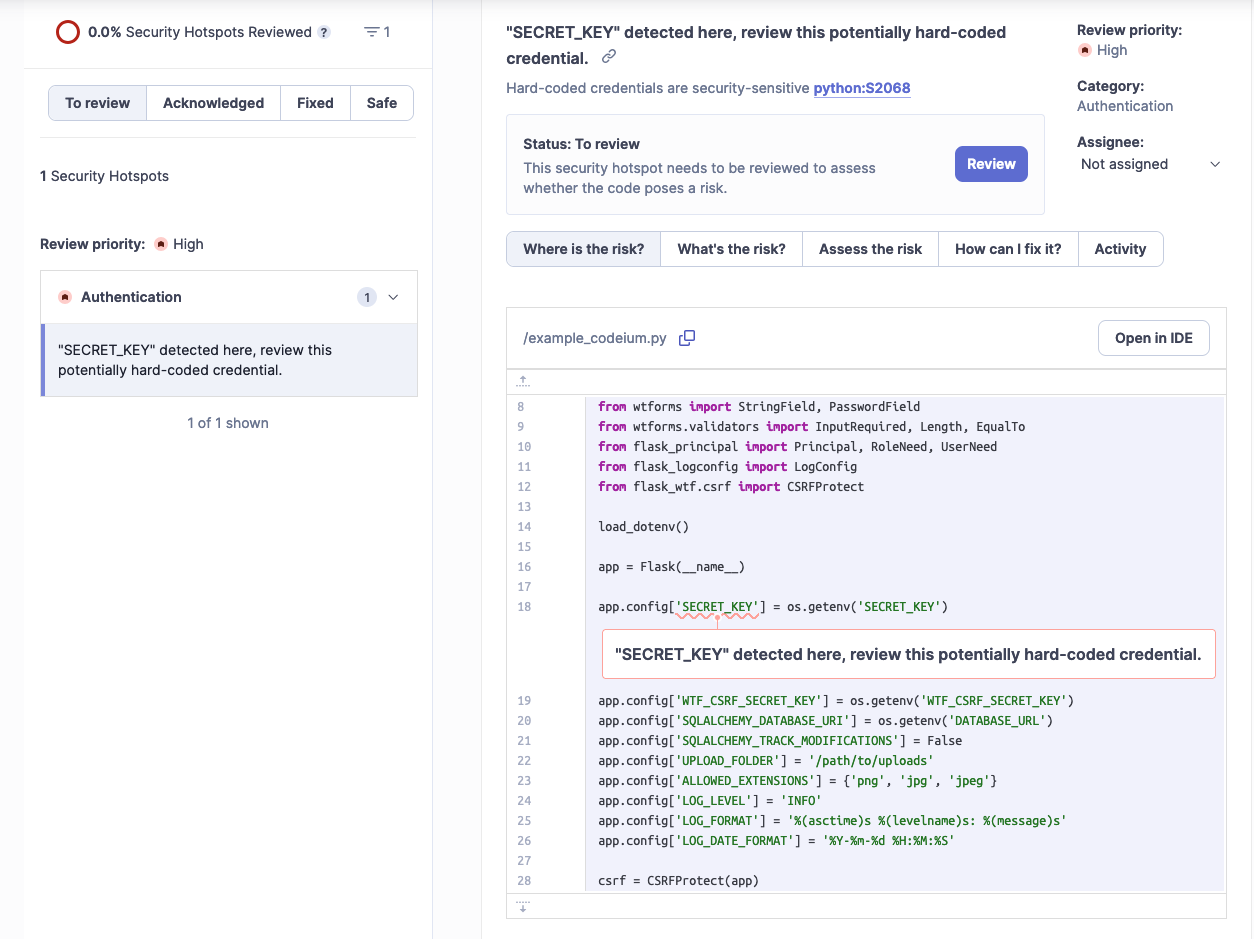 0.0% Security Hotspots Reviewed ?
1
To review Acknowledged Fixed Safe
1 Security Hotspots
Review priority: High
Authentication 1
"SECRET_KEY" detected here, review this
potentially hard-coded credential.
1 of 1 shown
"SECRET_KEY" detected here, review this potentially hard-coded
credential.
Hard-coded credentials are security-sensitive python:S2068
Status: To review
This security hotspot needs to be reviewed to assess
whether the code poses a risk.
Review
Review priority:
High
Category:
Authentication
Assignee:
Not assigned
Where is the risk? What's the risk? Assess the risk How can I fix it? Activity
/example_codeium.py
Open in IDE
8 from wtforms import StringField, PasswordField
9 from wtforms.validators import InputRequired, Length, EqualTo
10 from flask_principal import Principal, RoleNeed, UserNeed
11 from flask_logconfig import LogConfig
12 from flask_wtf.csrf import CSRFProtect
13
14 load_dotenv()
15
16 app = Flask(__name__)
17
18 app.config['SECRET_KEY'] = os.getenv('SECRET_KEY')
"SECRET_KEY" detected here, review this potentially hard-coded credential.
19 app.config['WTF_CSRF_SECRET_KEY'] = os.getenv('WTF_CSRF_SECRET_KEY')
20 app.config['SQLALCHEMY_DATABASE_URI'] = os.getenv('DATABASE_URL')
21 app.config['SQLALCHEMY_TRACK_MODIFICATIONS'] = False
22 app.config['UPLOAD_FOLDER'] = '/path/to/uploads'
23 app.config['ALLOWED_EXTENSIONS'] = {'png', 'jpg', 'jpeg'}
24 app.config['LOG_LEVEL'] = 'INFO'
25 app.config['LOG_FORMAT'] = '%(asctime)s %(levelname)s: %(message)s'
26 app.config['LOG_DATE_FORMAT'] = '%Y-%m-%d %H:%M:%S'
27
28 csrf = CSRFProtect(app)